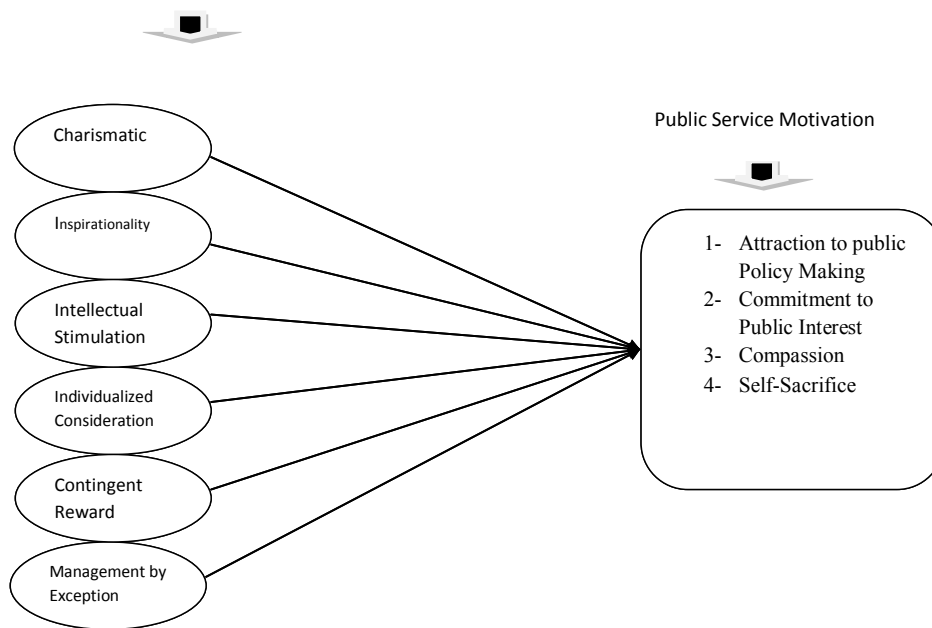 Charismatic
Inspirationality
Intellectual
Stimulation
Individualized
Consideration
Contingent
Reward
Management by
Exception
Public Service Motivation
1- Attraction to public
Policy Making
2- Commitment to
Public Interest
3- Compassion
4- Self-Sacrifice